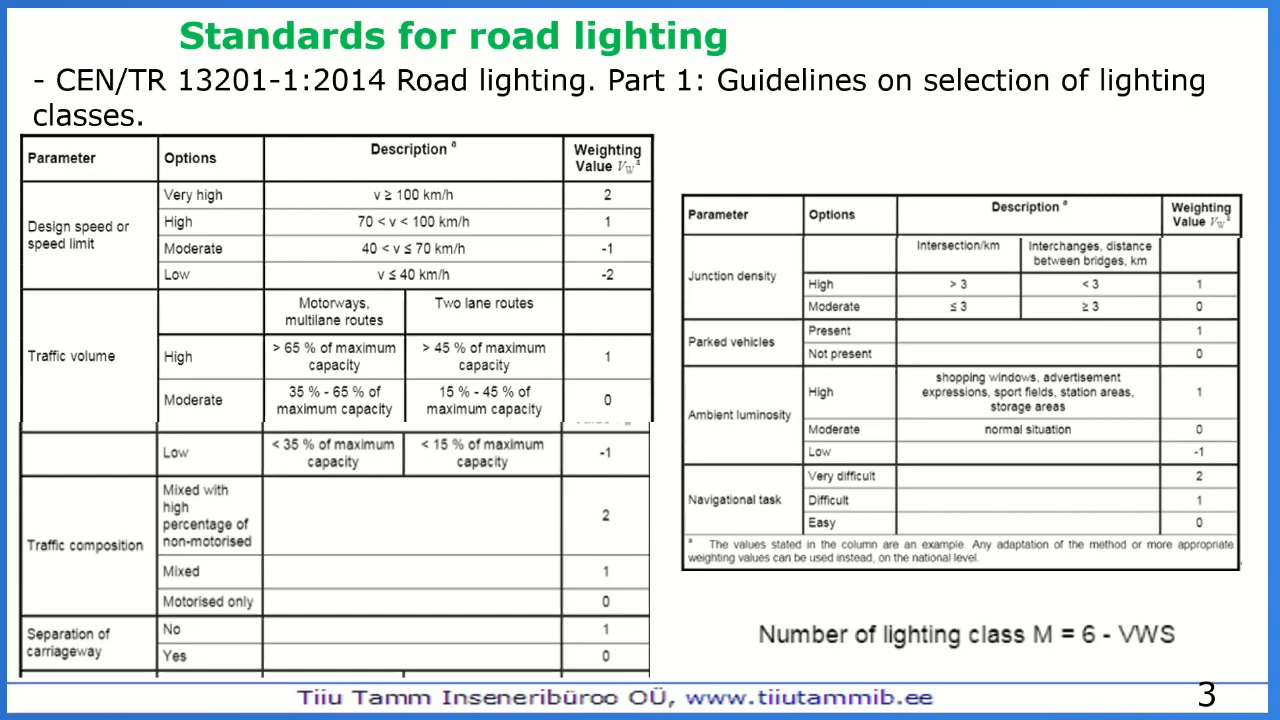 Standards for road lighting
- CEN/TR 13201-1:2014 Road lighting. Part 1: Guidelines on selection of lighting
classes.
Parameter Options Description a Weighting Value VW a
Design speed or speed limit
Very high v ≥ 100 km/h 2
High 70 < v < 100 km/h 1
Moderate 40 < v ≤ 70 km/h -1
Low v ≤ 40 km/h -2
Traffic volume
Motorways, multilane routes Two lane routes
High > 65 % of maximum capacity > 45 % of maximum capacity 1
Moderate 35 % - 65 % of maximum capacity 15 % - 45 % of maximum capacity 0
Low < 35 % of maximum capacity < 15 % of maximum capacity -1
Traffic composition
Mixed with high percentage of non-motorised 2
Mixed 1
Motorised only 0
Separation of carriageway
No 1
Yes 0
Parameter Options Description a Weighting Value VW a
Junction density
Intersection/km Interchanges, distance between bridges, km
High > 3 < 3 1
Moderate ≤ 3 ≥ 3 0
Parked vehicles
Present 1
Not present 0
Ambient luminosity
High shopping windows, advertisement expressions, sport fields, station areas, storage areas 1
Moderate normal situation 0
Low -1
Navigational task
Very difficult 2
Difficult 1
Easy 0
a The values stated in the column are an example. Any adaptation of the method or more appropriate
weighting values can be used instead, on the national level.
Number of lighting class M = 6 - VWS
Tiiu Tamm Inseneribüroo OÜ, www.tiiutammib.ee
3